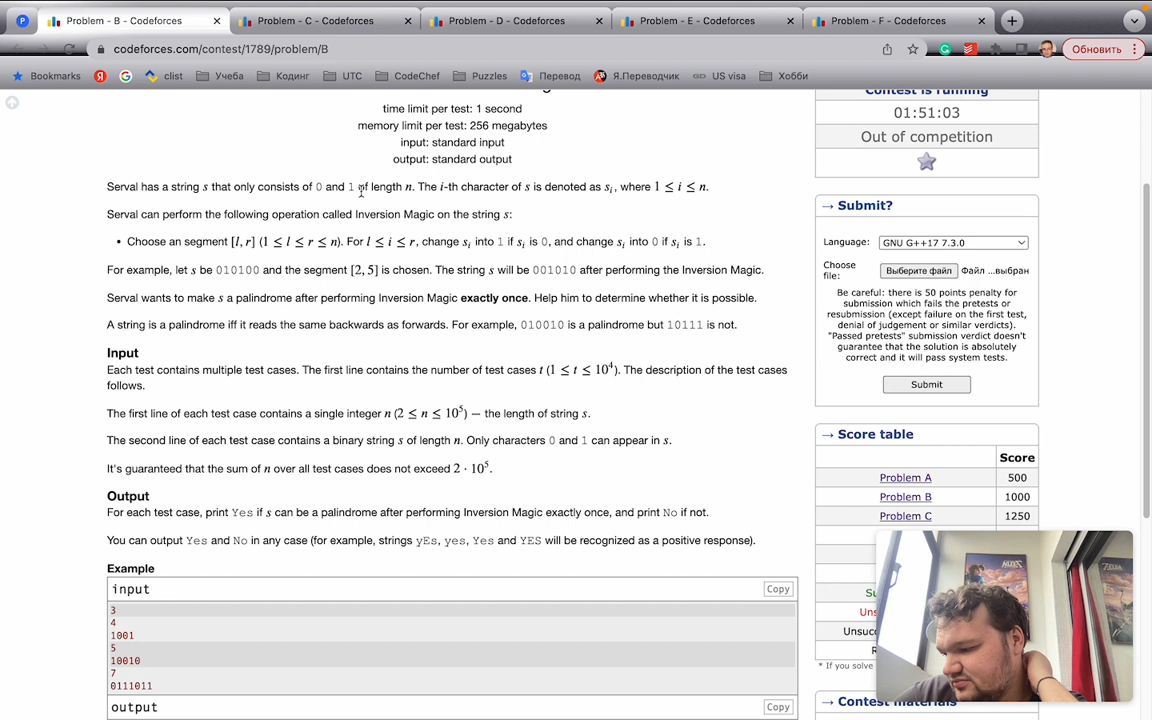 Problem - B - Codeforces
Problem - C - Codeforces
Problem - D - Codeforces
Problem - E - Codeforces
Problem - F - Codeforces
codeforces.com/contest/1789/problem/B
Обновить
Bookmarks
clist
Учеба
Кодинг
UTC
CodeChef
Puzzles
Перевод
Я.Переводчик
US visa
Хобби
time limit per test: 1 second
memory limit per test: 256 megabytes
input: standard input
output: standard output
Serval has a string s that only consists of 0 and 1 of length n. The i-th character of s is denoted as sᵢ, where 1 ≤ i ≤ n.
Serval can perform the following operation called Inversion Magic on the string s:
• Choose an segment [l, r] (1 ≤ l ≤ r ≤ n). For l ≤ i ≤ r, change sᵢ into 1 if sᵢ is 0, and change sᵢ into 0 if sᵢ is 1.
For example, let s be 010100 and the segment [2, 5] is chosen. The string s will be 001010 after performing the Inversion Magic.
Serval wants to make s a palindrome after performing Inversion Magic exactly once. Help him to determine whether it is possible.
A string is a palindrome iff it reads the same backwards as forwards. For example, 010010 is a palindrome but 10111 is not.
Input
Each test contains multiple test cases. The first line contains the number of test cases t (1 ≤ t ≤ 10⁴). The description of the test cases
follows.
The first line of each test case contains a single integer n (2 ≤ n ≤ 10⁵) — the length of string s.
The second line of each test case contains a binary string s of length n. Only characters 0 and 1 can appear in s.
It's guaranteed that the sum of n over all test cases does not exceed 2 · 10⁵.
Output
For each test case, print Yes if s can be a palindrome after performing Inversion Magic exactly once, and print No if not.
You can output Yes and No in any case (for example, strings yEs, yes, Yes and YES will be recognized as a positive response).
Example
input
Copy
3
4
1001
5
10010
7
0111011
output
Copy
Contest is running
01:51:03
Out of competition
→ Submit?
Language: GNU G++17 7.3.0
Choose
file: Выберите файл Файл ...выбран
Be careful: there is 50 points penalty for
submission which fails the pretests or
resubmission (except failure on the first test,
denial of judgement or similar verdicts).
"Passed pretests" submission verdict doesn't
guarantee that the solution is absolutely
correct and it will pass system tests.
Submit
→ Score table
Score
Problem A 500
Problem B 1000
Problem C 1250
* If you solve
→ Contest materials